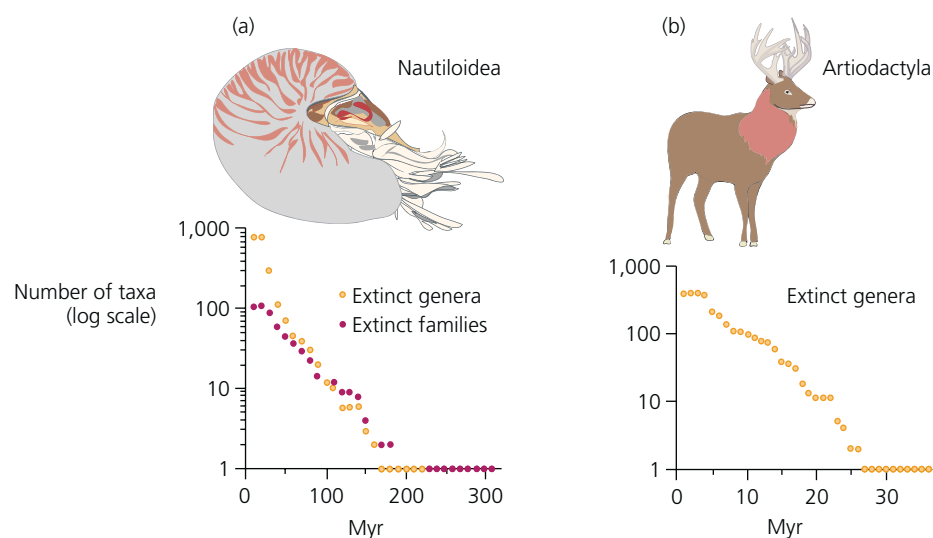 (a)
Nautiloidea
1,000
100
10
1
Number of taxa
(log scale)
Extinct genera
Extinct families
0
100
200
300
Myr
(b)
Artiodactyla
1,000
100
10
1
Extinct genera
0
10
20
30
Myr